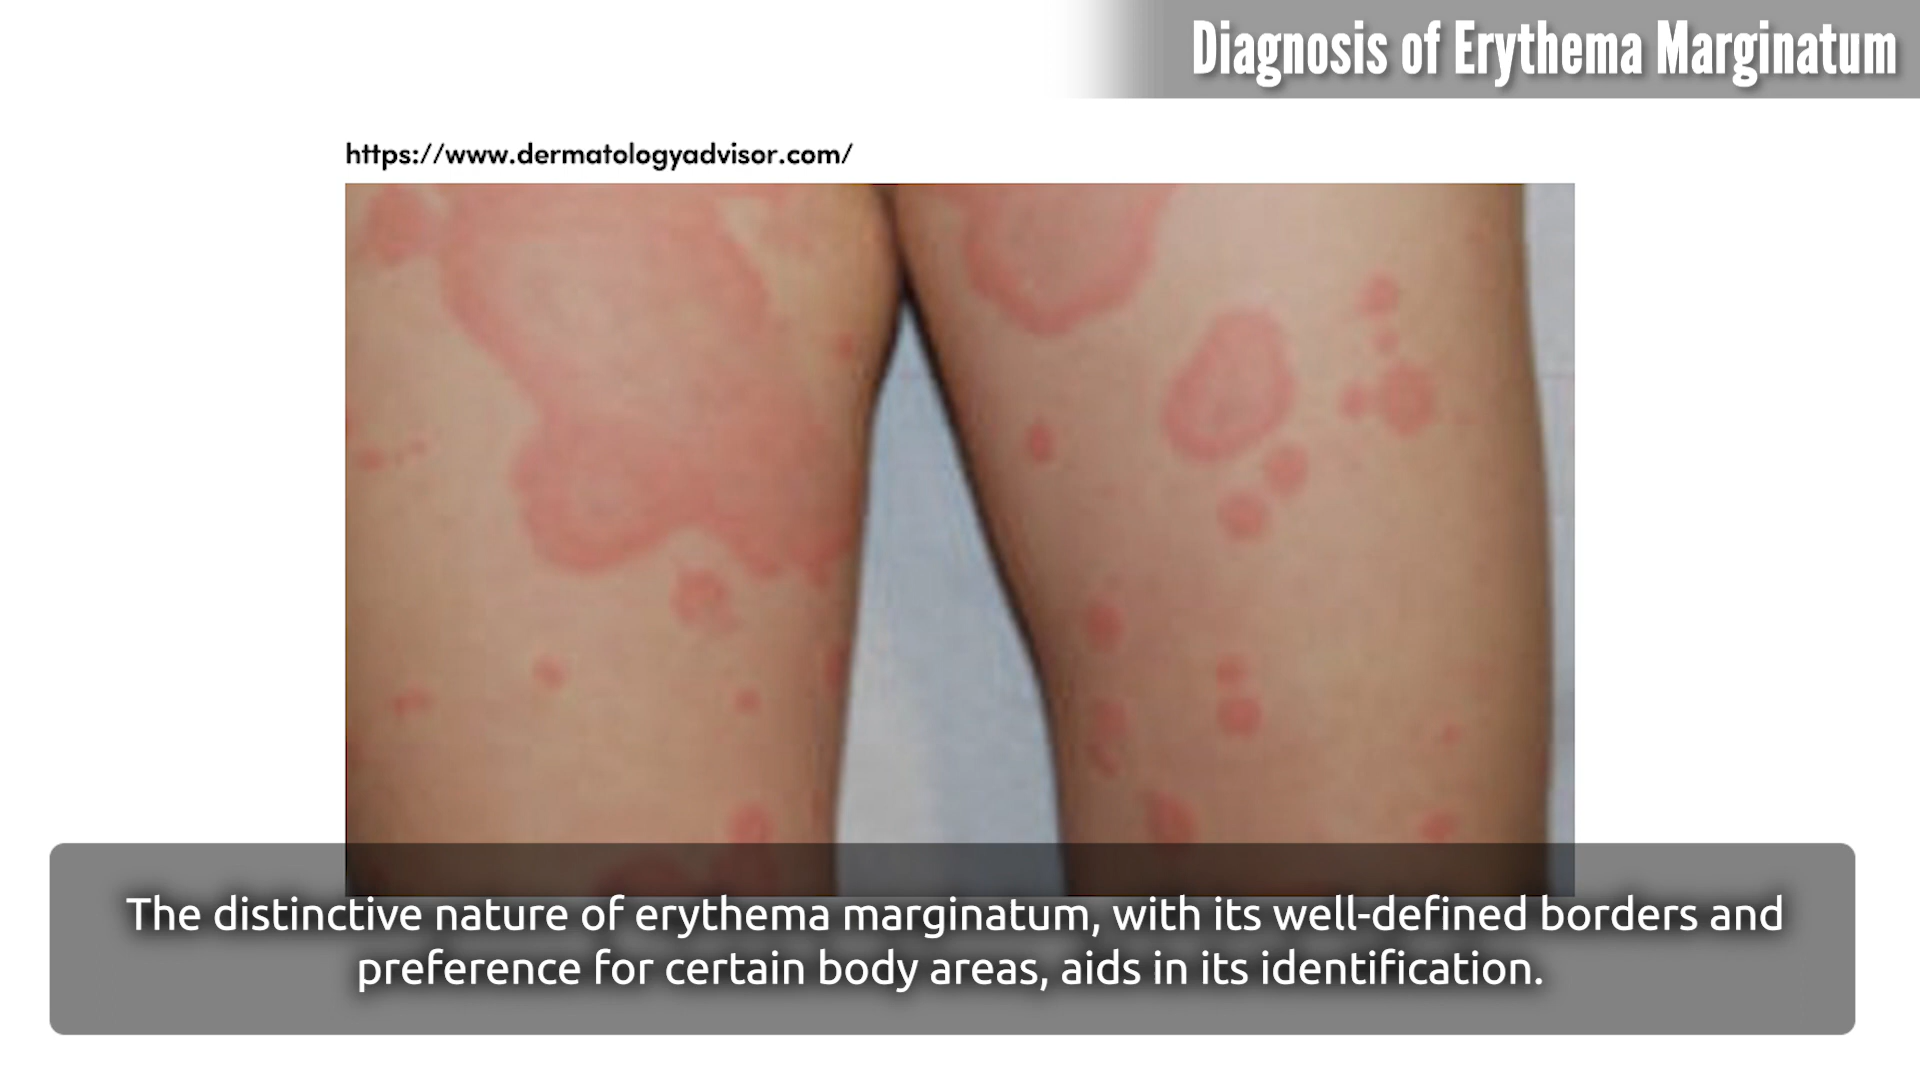 Diagnosis of Erythema Marginatum
https://www.dermatologyadvisor.com/
The distinctive nature of erythema marginatum, with its well-defined borders and
preference for certain body areas, aids in its identification.